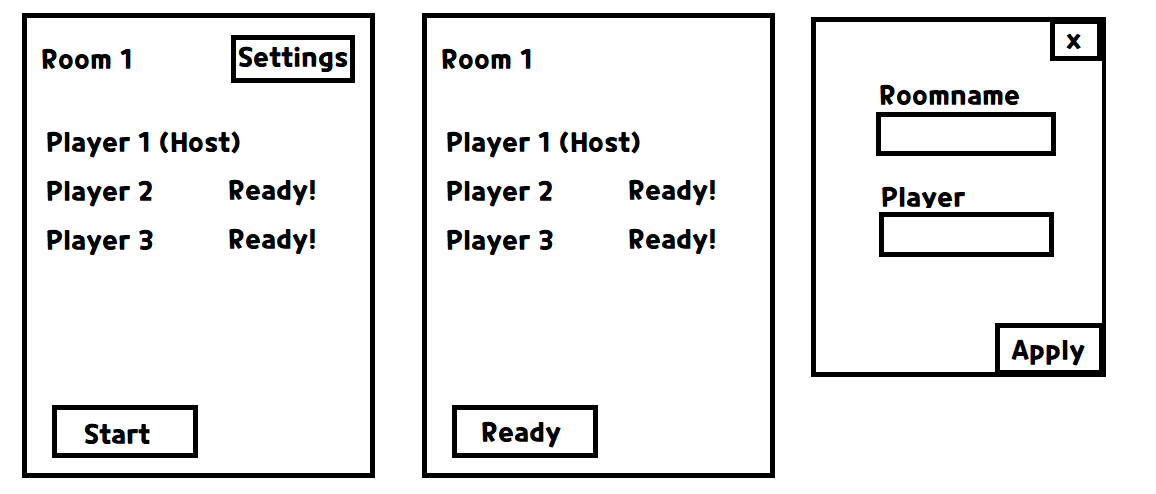 Room 1
Settings
Player 1 (Host)
Player 2 Ready!
Player 3 Ready!
Start
Room 1
Player 1 (Host)
Player 2 Ready!
Player 3 Ready!
Ready
x
Roomname
Player
Apply